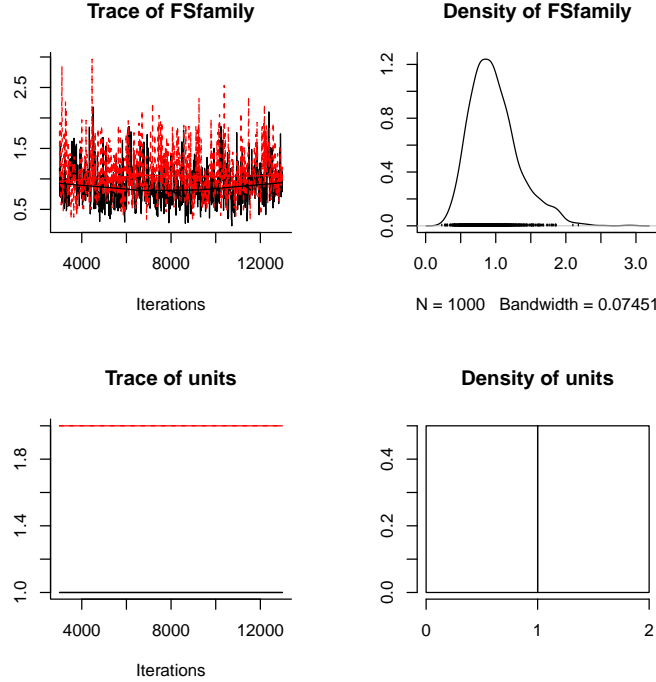 Trace of FSfamily
0.5 1.5 2.5
4000 8000 12000
Iterations
Density of FSfamily
0.0 0.4 0.8 1.2
0.0 1.0 2.0 3.0
N = 1000 Bandwidth = 0.07451
Trace of units
1.0 1.4 1.8
4000 8000 12000
Iterations
Density of units
0.0 0.2 0.4
0 1 2